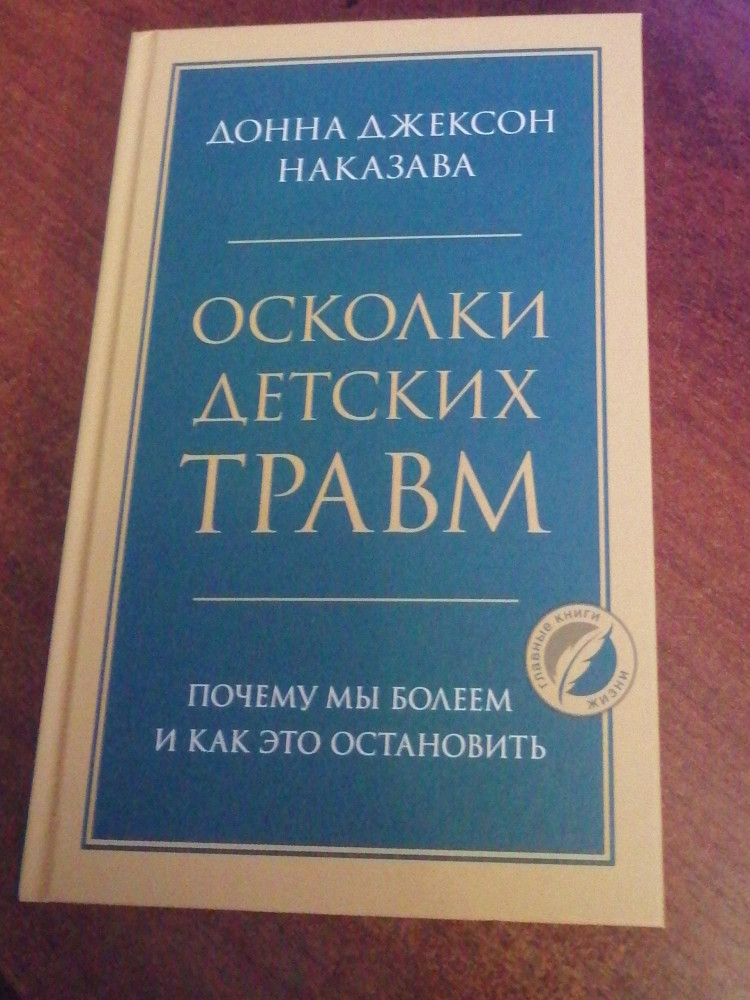 ДОННА ДЖЕКСОН
НАКАЗАВА
ОСКОЛКИ
ДЕТСКИХ
ТРАВМ
главные книги
жизни
ПОЧЕМУ МЫ БОЛЕЕМ
И КАК ЭТО ОСТАНОВИТЬ